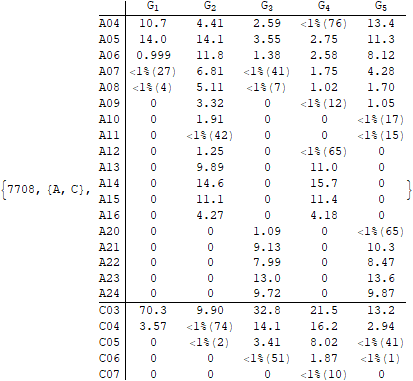 G1 G2 G3 G4 G5
A04 10.7 4.41 2.59 <1%(76) 13.4
A05 14.0 14.1 3.55 2.75 11.3
A06 0.999 11.8 1.38 2.58 8.12
A07 <1%(27) 6.81 <1%(41) 1.75 4.28
A08 <1%(4) 5.11 <1%(7) 1.02 1.70
A09 0 3.32 0 <1%(12) 1.05
A10 0 1.91 0 0 <1%(17)
A11 0 <1%(42) 0 0 <1%(15)
A12 0 1.25 0 <1%(65) 0
A13 0 9.89 0 11.0 0
{7708, {A, C}, A14 0 14.6 0 15.7 0 }
A15 0 11.1 0 11.4 0
A16 0 4.27 0 4.18 0
A20 0 0 1.09 0 <1%(65)
A21 0 0 9.13 0 10.3
A22 0 0 7.99 0 8.47
A23 0 0 13.0 0 13.6
A24 0 0 9.72 0 9.87
C03 70.3 9.90 32.8 21.5 13.2
C04 3.57 <1%(74) 14.1 16.2 2.94
C05 0 <1%(2) 3.41 8.02 <1%(41)
C06 0 0 <1%(51) 1.87 <1%(1)
C07 0 0 0 <1%(10) 0